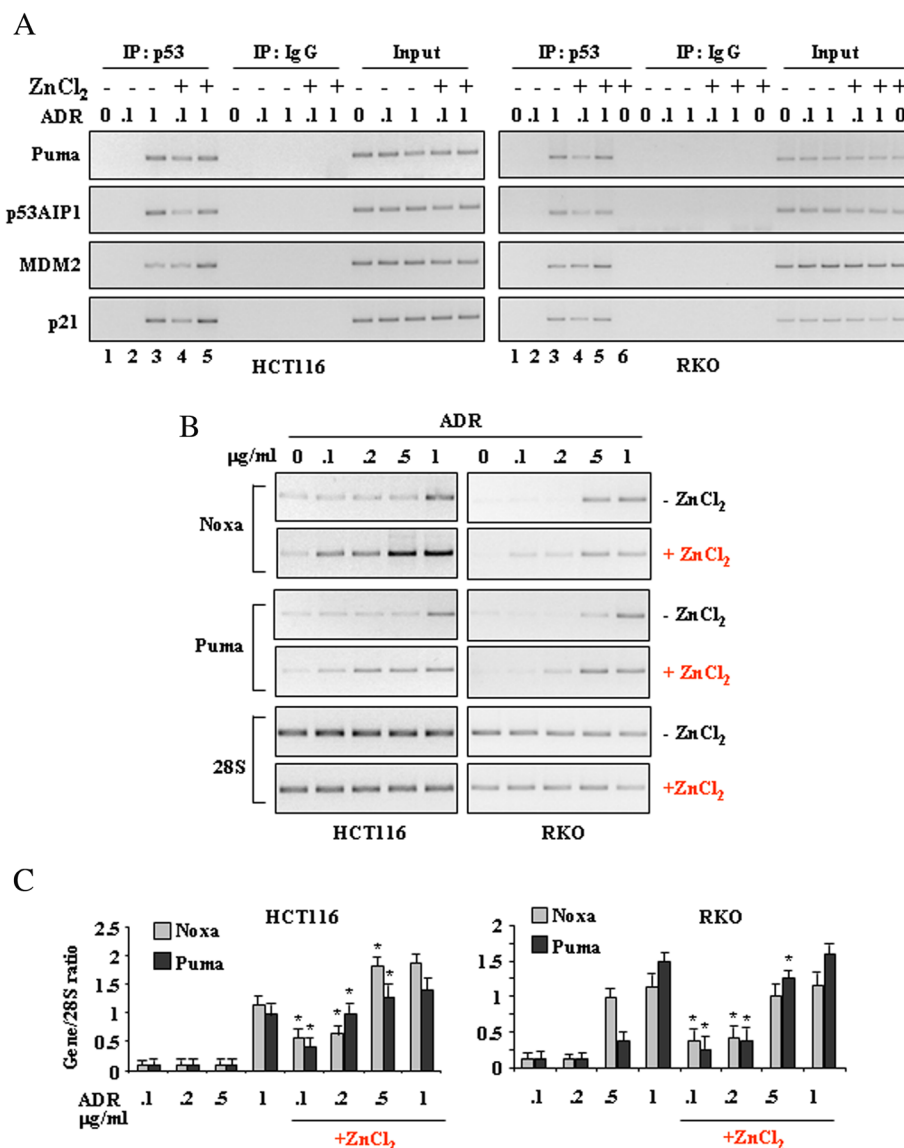 A
IP: p53 IP: IgG Input IP: p53 IP: IgG Input
ZnCl2 - - - + + - - - + + - - - + + - - - + + + - - - + + + - - - + + +
ADR 0 .1 1 .1 1 0 .1 1 .1 1 0 .1 1 .1 1 0 .1 1 .1 1 0 0 .1 1 .1 1 0 0 .1 1 .1 1 0
Puma
p53AIP1
MDM2
p21
1 2 3 4 5 HCT116 1 2 3 4 5 6 RKO
B
ADR
µg/ml 0 .1 .2 .5 1 0 .1 .2 .5 1
Noxa
- ZnCl2
+ ZnCl2
Puma
- ZnCl2
+ ZnCl2
28S
- ZnCl2
+ZnCl2
HCT116 RKO
C
HCT116
Gene/28S ratio
2.5
2
1.5
1
0.5
0
Noxa
Puma
* * * * * *
ADR .1 .2 .5 1 .1 .2 .5 1
µg/ml
+ZnCl2
RKO
2
1.5
1
0.5
0
Noxa
Puma
* * * * *
.1 .2 .5 1 .1 .2 .5 1
+ZnCl2